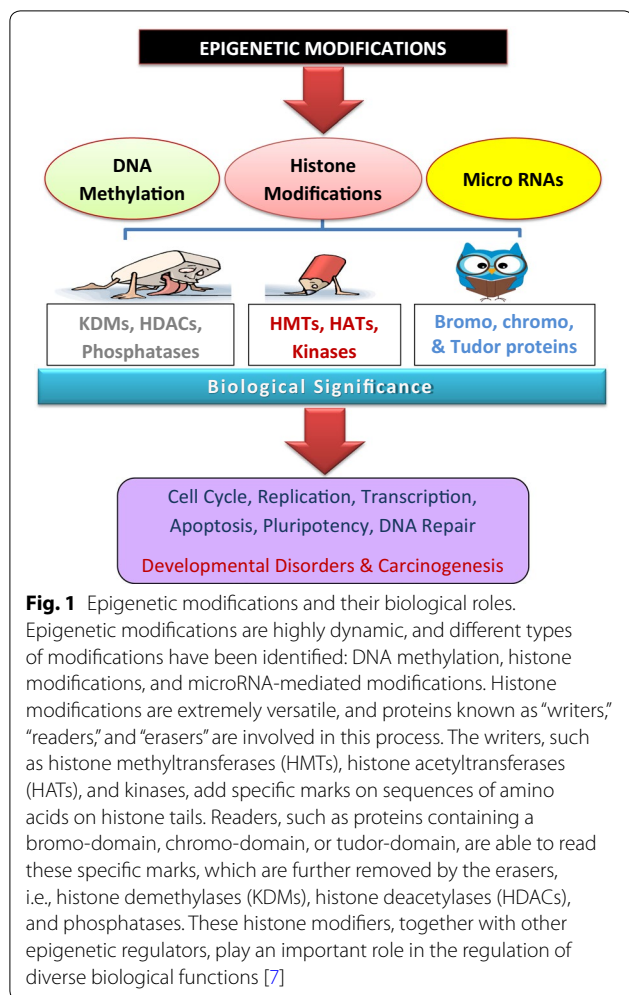 EPIGENETIC MODIFICATIONS
DNA
Methylation
Histone
Modifications
Micro RNAs
KDMs, HDACs,
Phosphatases
HMTs, HATs,
Kinases
Bromo, chromo,
& Tudor proteins
Biological Significance
Cell Cycle, Replication, Transcription,
Apoptosis, Pluripotency, DNA Repair
Developmental Disorders & Carcinogenesis
Fig. 1 Epigenetic modifications and their biological roles.
Epigenetic modifications are highly dynamic, and different types
of modifications have been identified: DNA methylation, histone
modifications, and microRNA-mediated modifications. Histone
modifications are extremely versatile, and proteins known as “writers,”
“readers,” and “erasers” are involved in this process. The writers, such
as histone methyltransferases (HMTs), histone acetyltransferases
(HATs), and kinases, add specific marks on sequences of amino
acids on histone tails. Readers, such as proteins containing a
bromo-domain, chromo-domain, or tudor-domain, are able to read
these specific marks, which are further removed by the erasers,
i.e., histone demethylases (KDMs), histone deacetylases (HDACs),
and phosphatases. These histone modifiers, together with other
epigenetic regulators, play an important role in the regulation of
diverse biological functions [7]